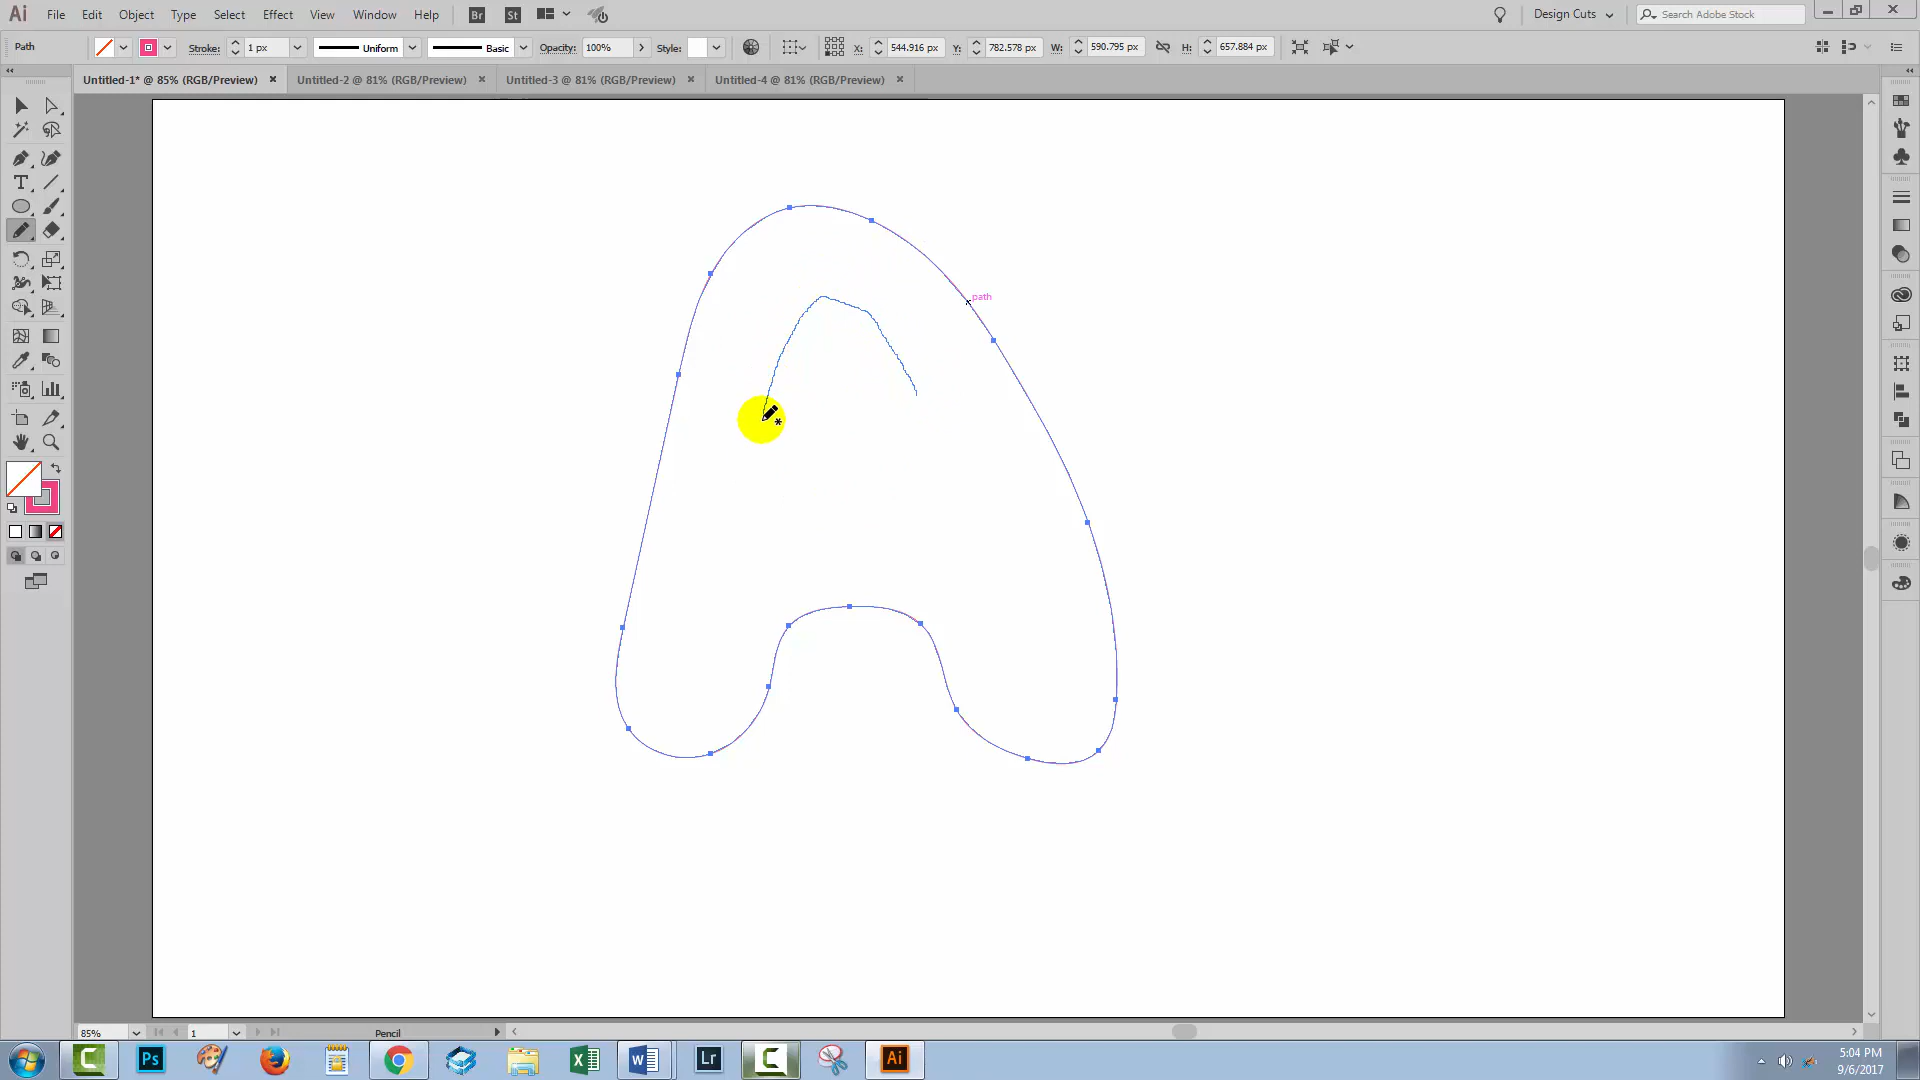 Ai File Edit Object Type Select Effect View Window Help Br St Design Cuts Search Adobe Stock
Path Stroke: 1 px Uniform Basic Opacity: 100% Style: X: 544.916 px Y: 782.578 px W: 590.795 px H: 657.884 px
Untitled-1* @ 85% (RGB/Preview) Untitled-2 @ 81% (RGB/Preview) Untitled-3 @ 81% (RGB/Preview) Untitled-4 @ 81% (RGB/Preview)
path
85% 1 Pencil
Ps W Lr Ai 5:04 PM
9/6/2017